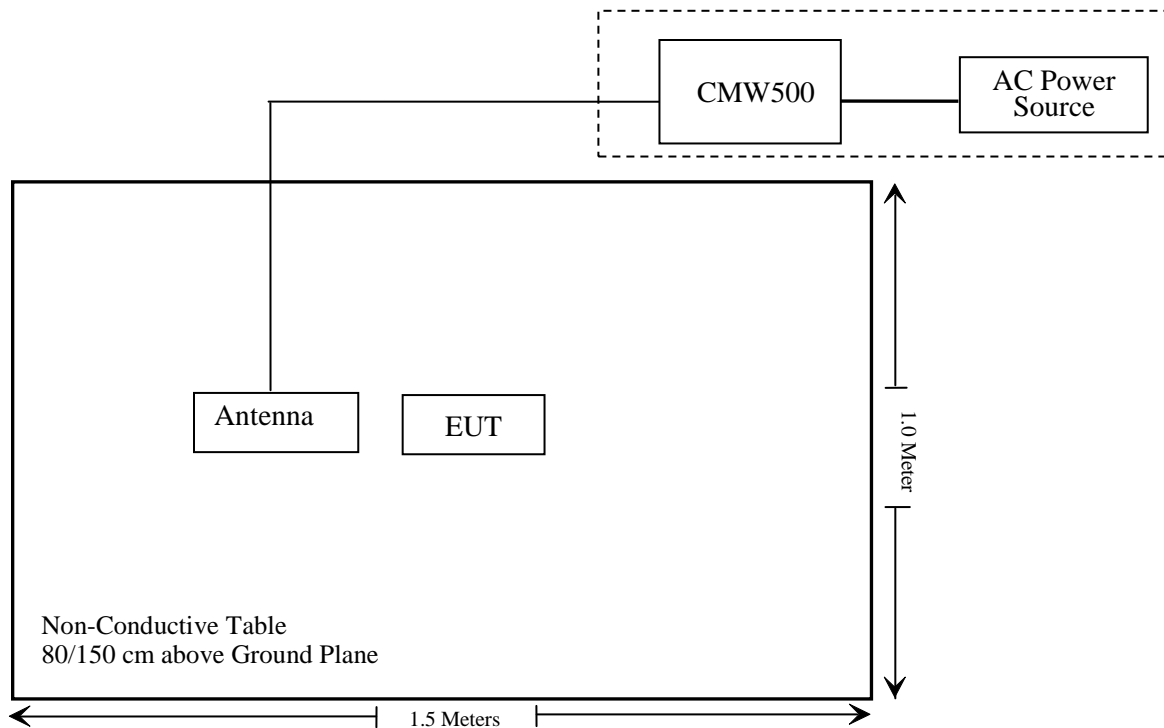 CMW500
AC Power
Source
Antenna
EUT
1.0 Meter
Non-Conductive Table
80/150 cm above Ground Plane
1.5 Meters